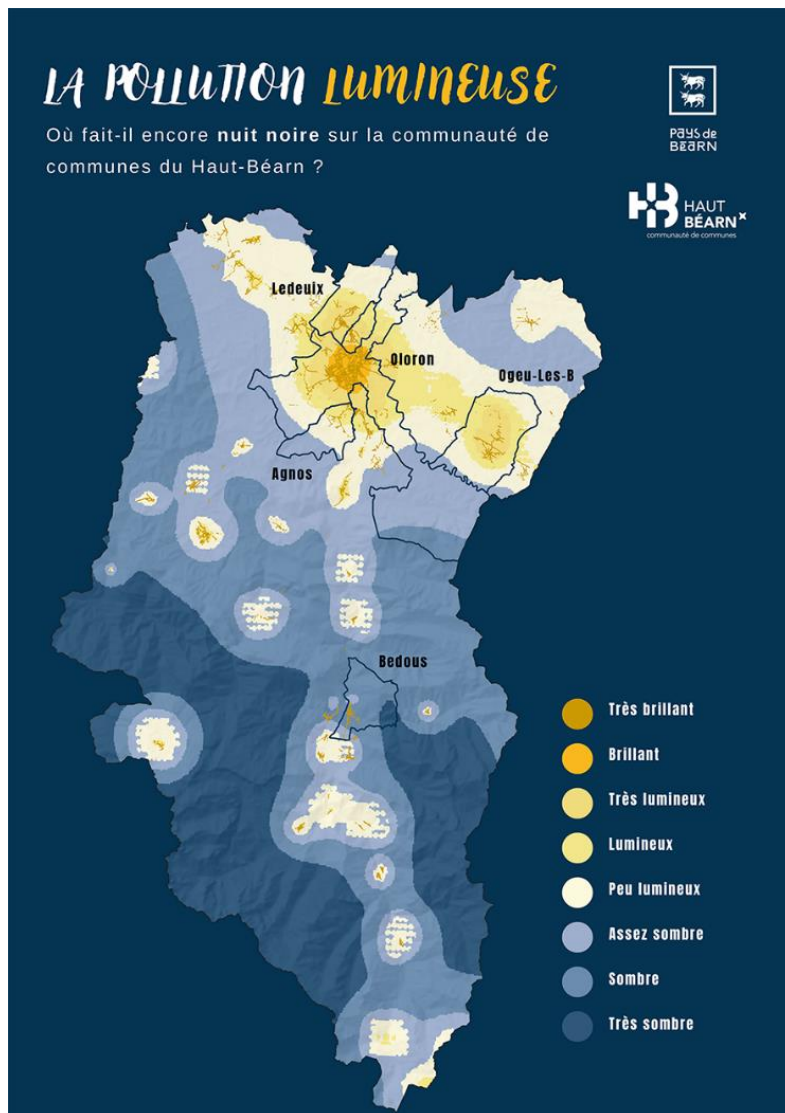 LA POLLUTION LUMINEUSE
Où fait-il encore nuit noire sur la communauté de
communes du Haut-Béarn ?
PAYS de
BÉARN
HB HAUT
BÉARN
communauté de communes
Ledeuix
Oloron
Ogeu-Les-B
Agnos
Bedous
Très brillant
Brillant
Très lumineux
Lumineux
Peu lumineux
Assez sombre
Sombre
Très sombre